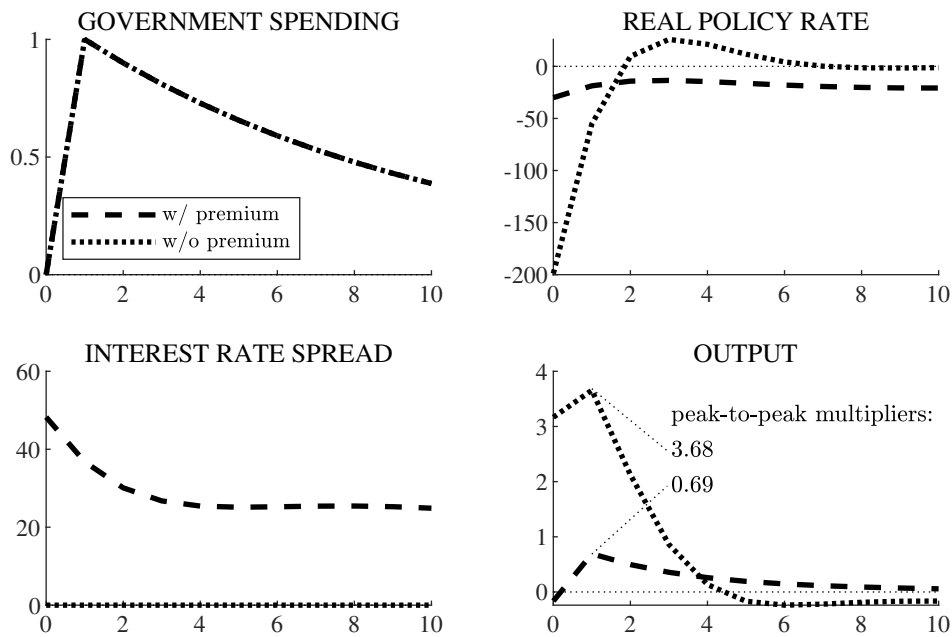 GOVERNMENT SPENDING
1
0.5
0
0 2 4 6 8 10
w/ premium
w/o premium
REAL POLICY RATE
0
-50
-100
-150
-200
0 2 4 6 8 10
INTEREST RATE SPREAD
60
40
20
0
0 2 4 6 8 10
OUTPUT
4
3
2
1
0
0 2 4 6 8 10
peak-to-peak multipliers:
3.68
0.69